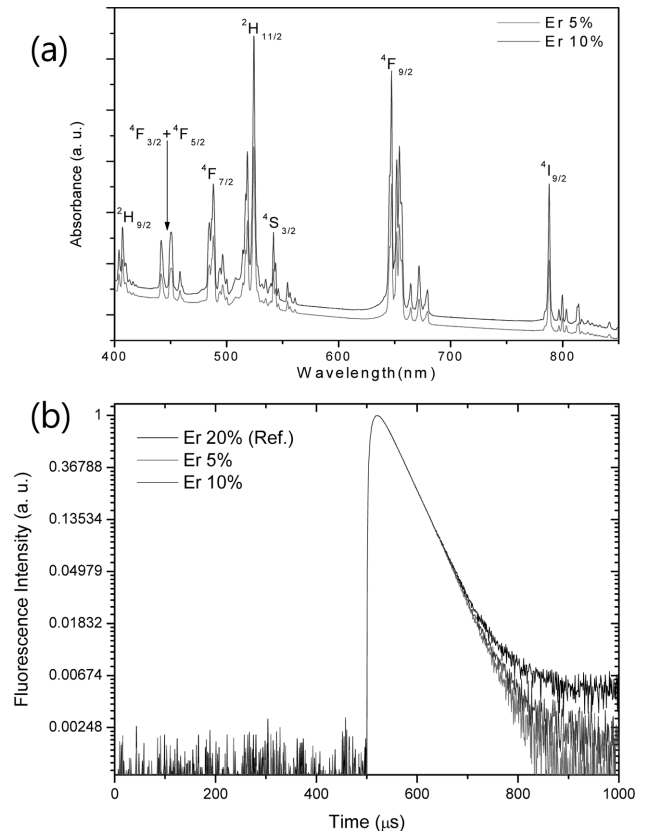 (a)
Er 5%
Er 10%
²H₁₁/₂
⁴F₉/₂
⁴F₃/₂+⁴F₅/₂
⁴F₇/₂
⁴I₉/₂
²H₉/₂
⁴S₃/₂
Absorbance (a. u.)
400 500 600 700 800
Wavelength(nm)
(b)
Er 20% (Ref.)
Er 5%
Er 10%
1
0.36788
0.13534
0.04979
0.01832
0.00674
0.00248
Fluorescence Intensity (a. u.)
0 200 400 600 800 1000
Time (μs)